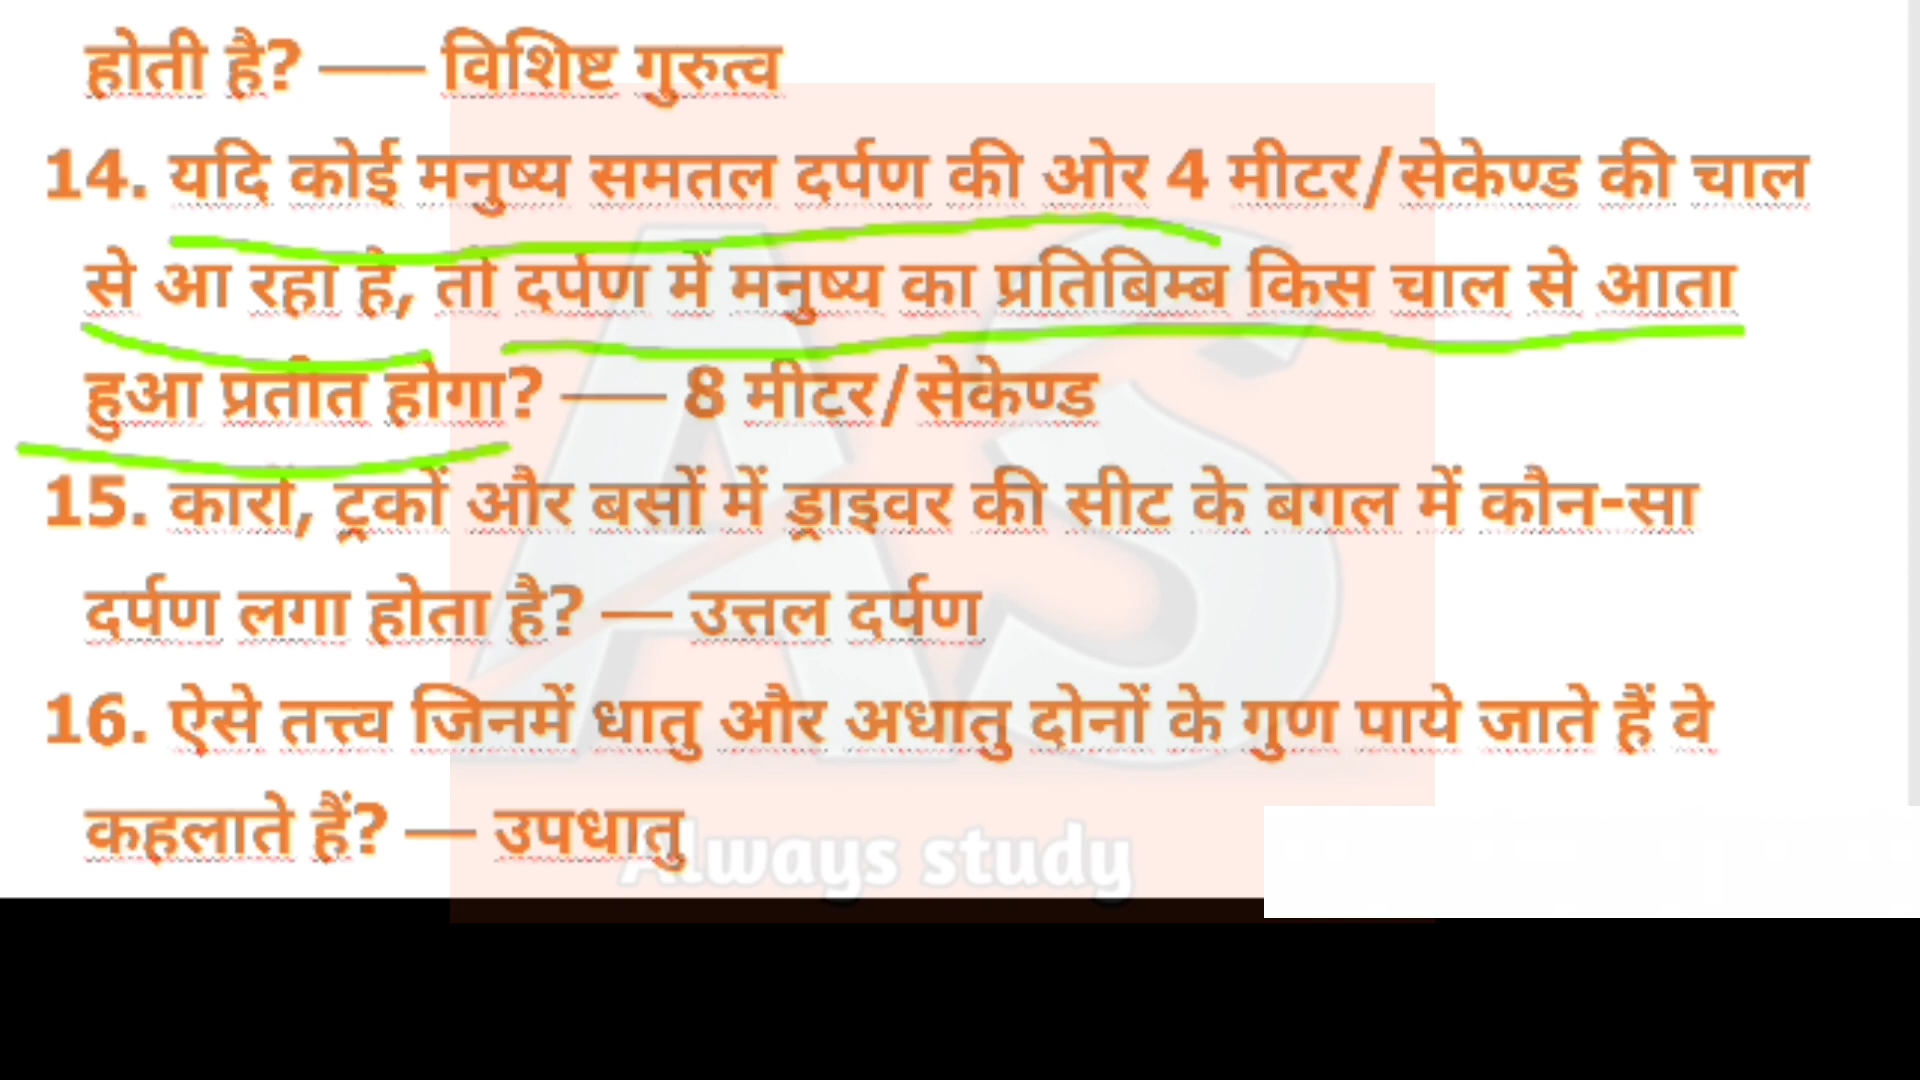 होती है? —– विशिष्ट गुरुत्व
14. यदि कोई मनुष्य समतल दर्पण की ओर 4 मीटर/सेकेण्ड की चाल
से आ रहा है, तो दर्पण में मनुष्य का प्रतिबिम्ब किस चाल से आता
हुआ प्रतीत होगा? —– 8 मीटर/सेकेण्ड
15. कारों, ट्रकों और बसों में ड्राइवर की सीट के बगल में कौन-सा
दर्पण लगा होता है? — उत्तल दर्पण
16. ऐसे तत्त्व जिनमें धातु और अधातु दोनों के गुण पाये जाते हैं वे
कहलाते हैं? — उपधातु
AS
Always study